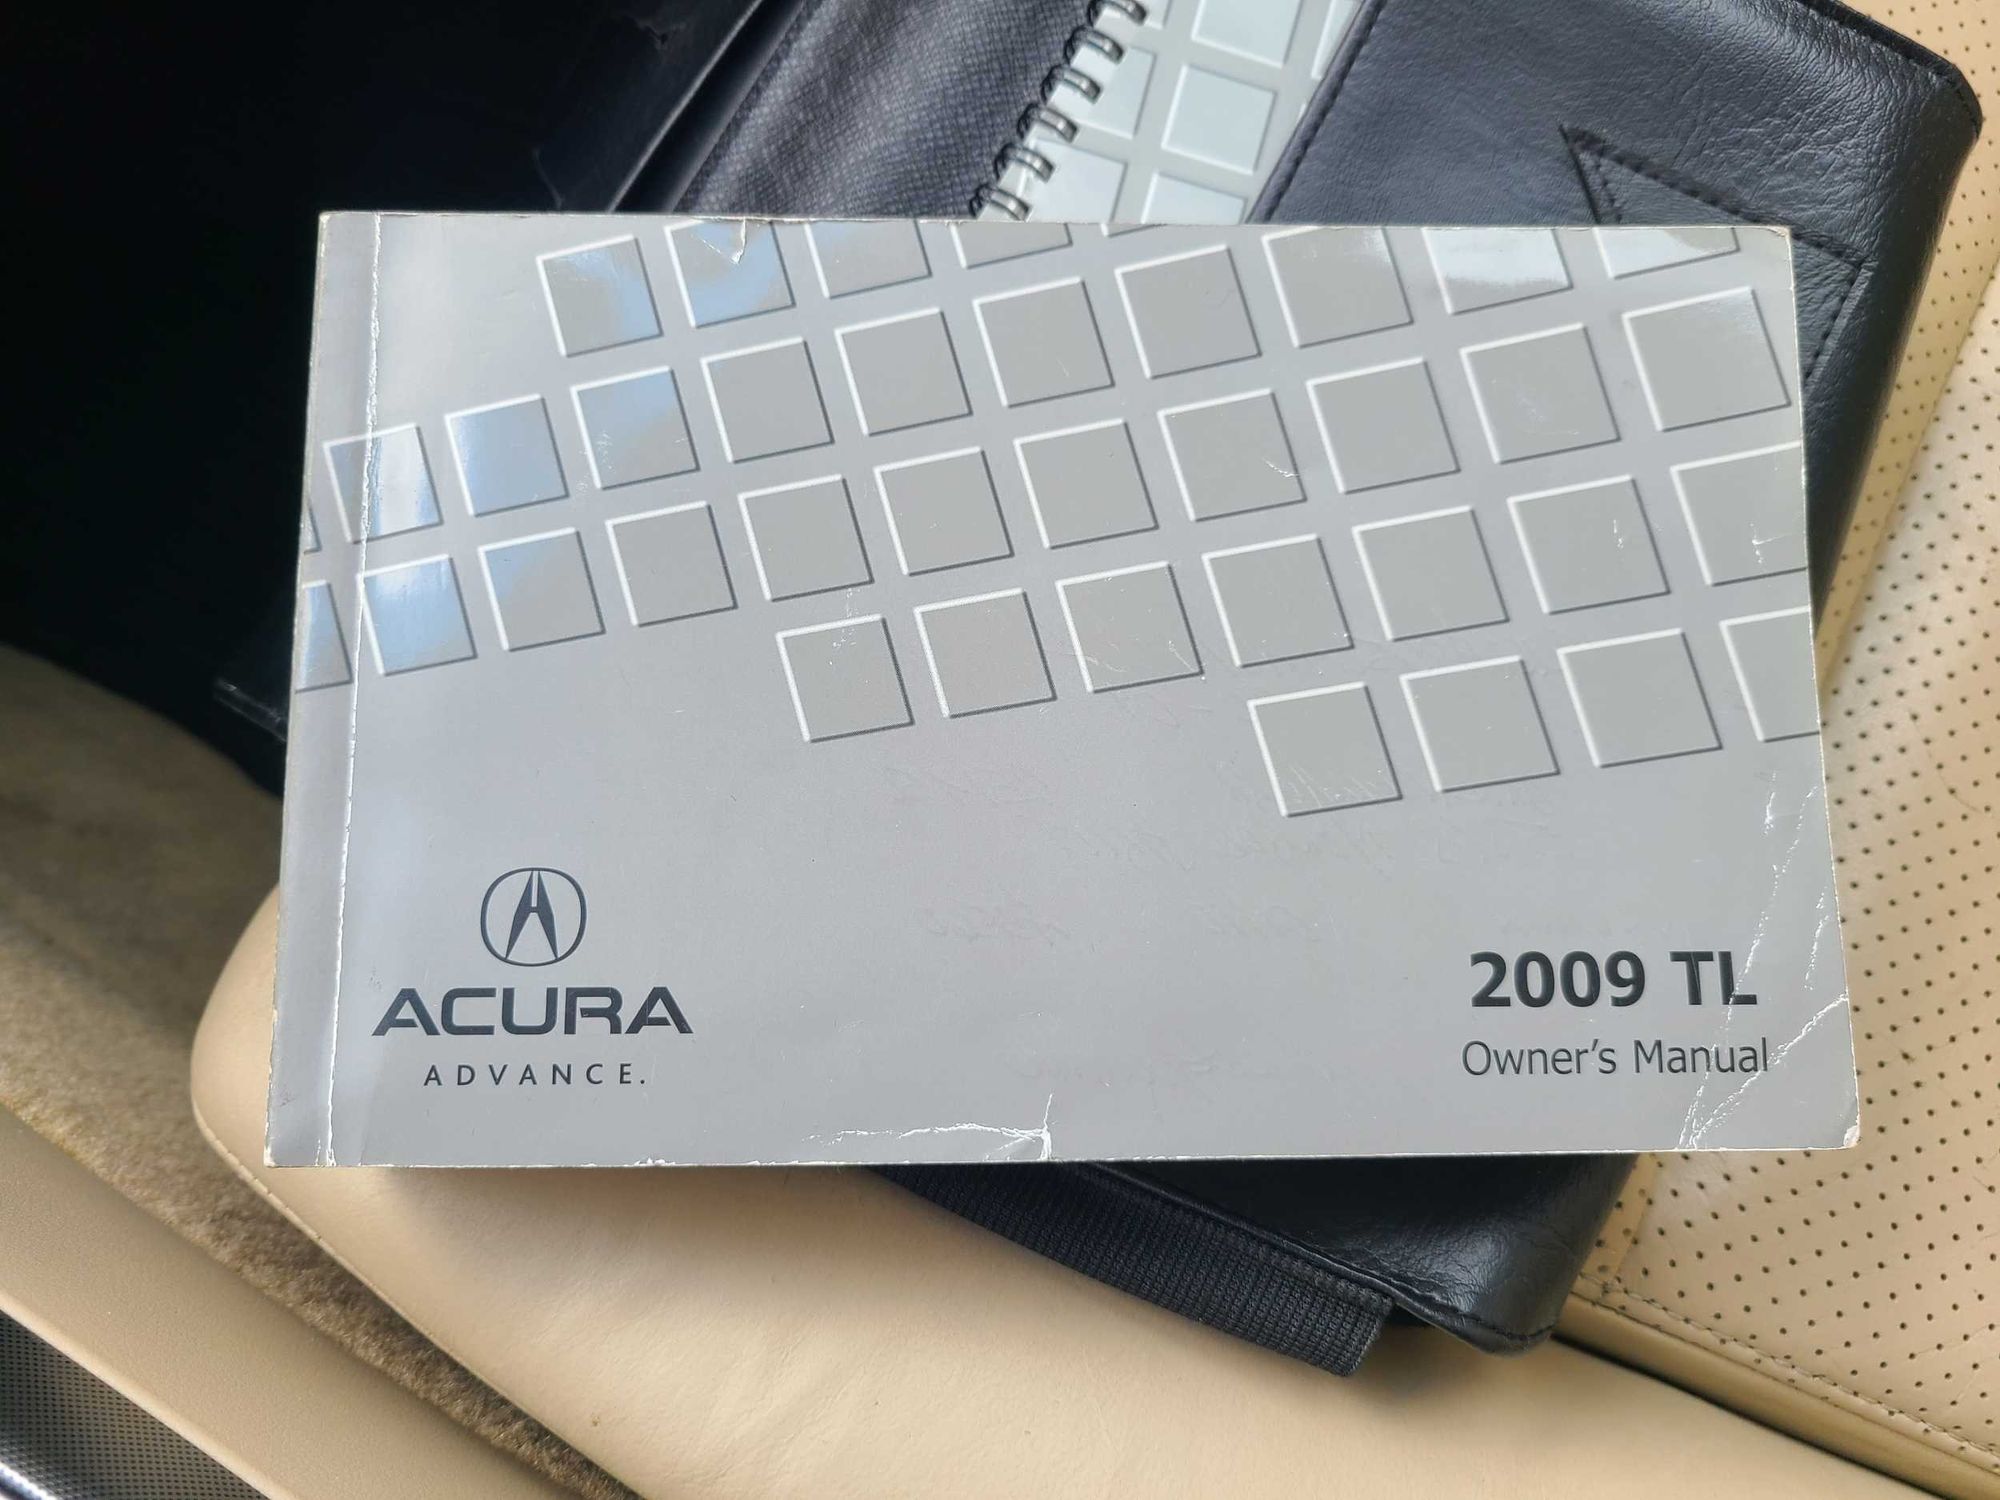 ACURA
ADVANCE.
2009 TL
Owner's Manual